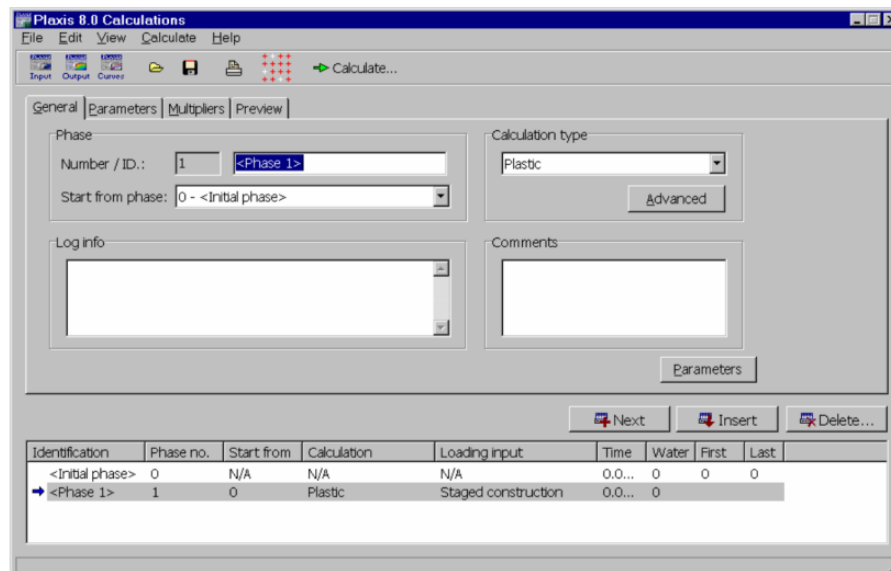 Plaxis 8.0 Calculations
File Edit View Calculate Help
Input Output Curves Calculate...
General Parameters Multipliers Preview
Phase
Number / ID.: 1 <Phase 1>
Start from phase: 0 - <Initial phase>
Calculation type
Plastic
Advanced
Log info
Comments
Parameters
Next Insert Delete...
Identification Phase no. Start from Calculation Loading input Time Water First Last
<Initial phase> 0 N/A N/A N/A 0.0... 0 0 0
<Phase 1> 1 0 Plastic Staged construction 0.0... 0